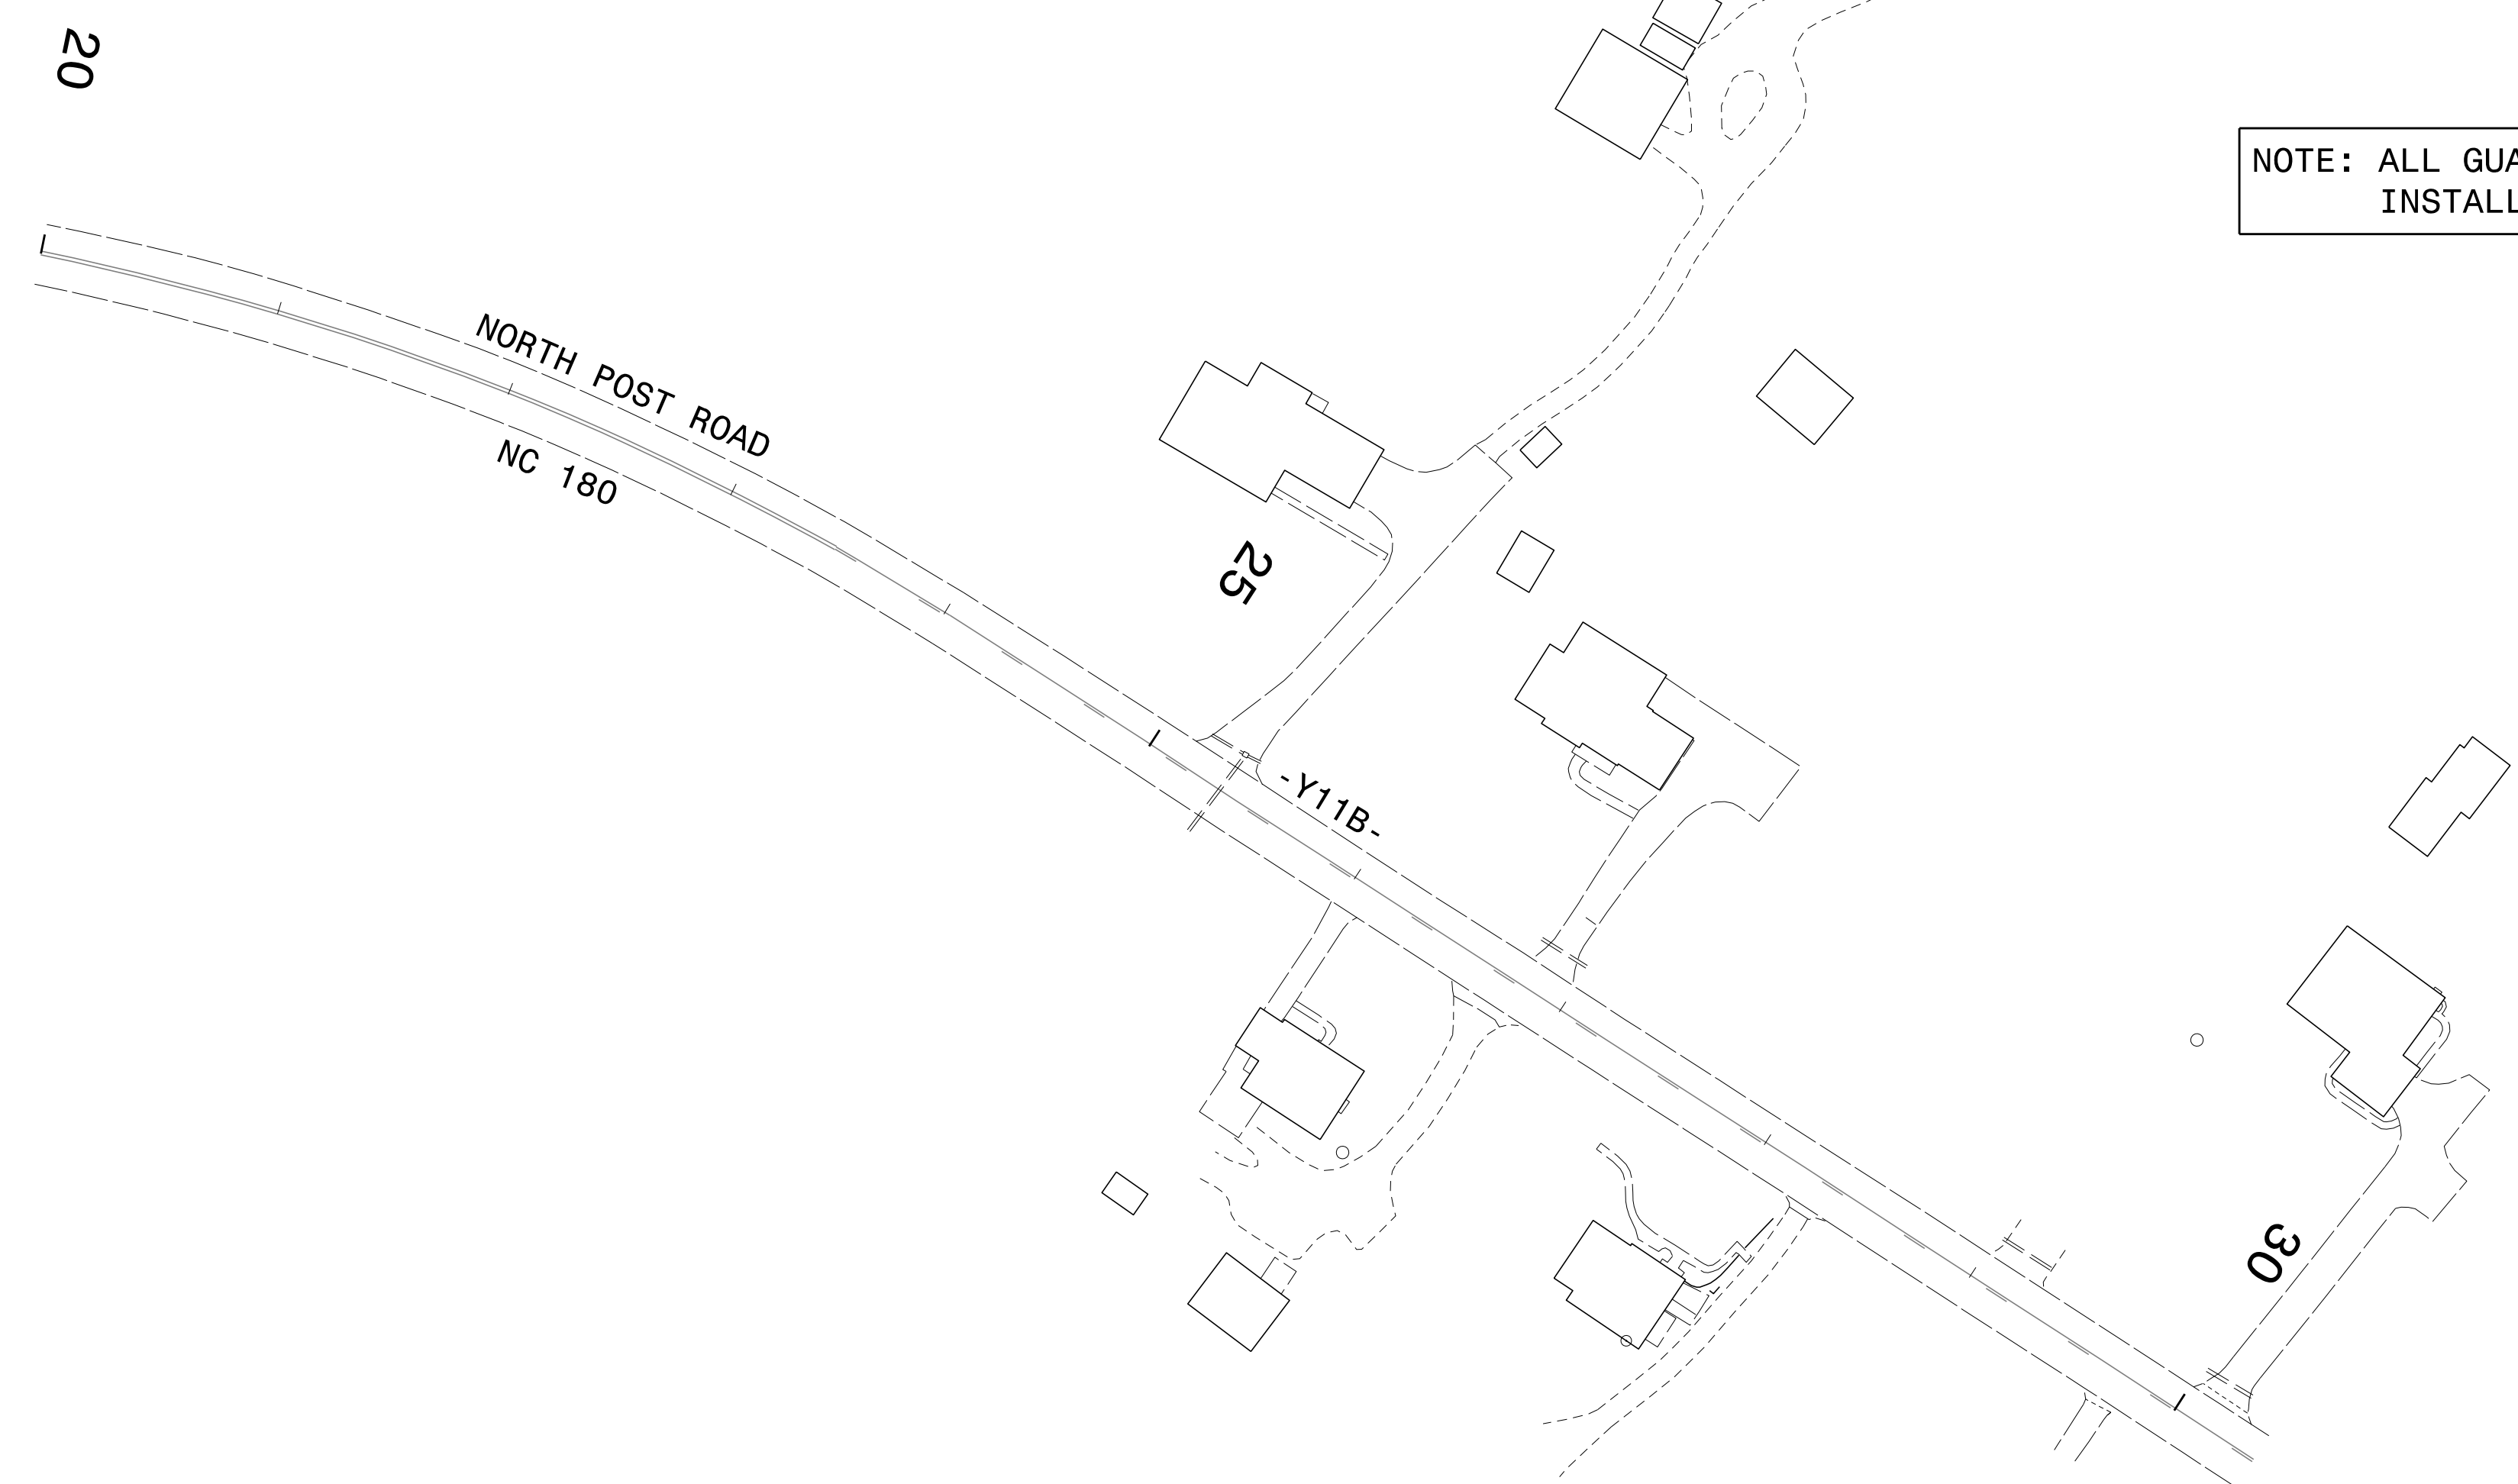 20
NOTE: ALL GUA
INSTALL
NORTH POST ROAD
NC 180
25
-Y11B-
30